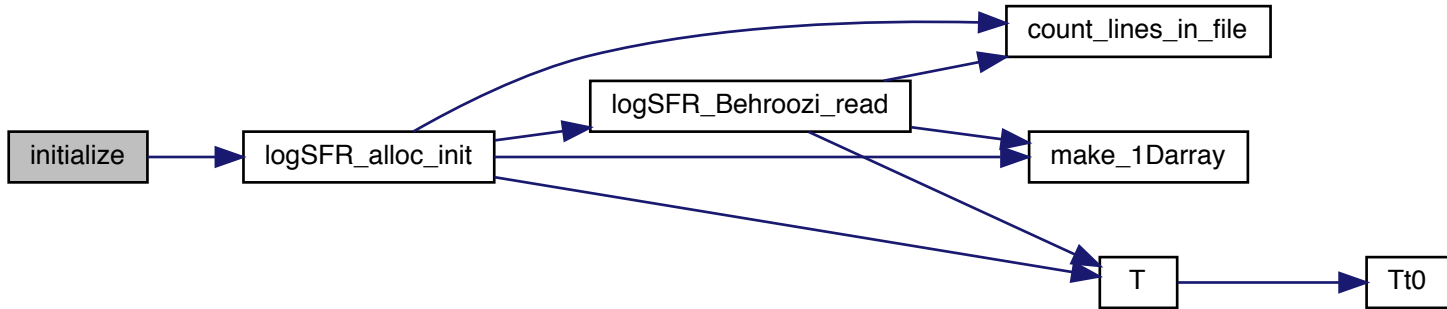 initialize
logSFR_alloc_init
logSFR_Behroozi_read
count_lines_in_file
make_1Darray
T
Tt0